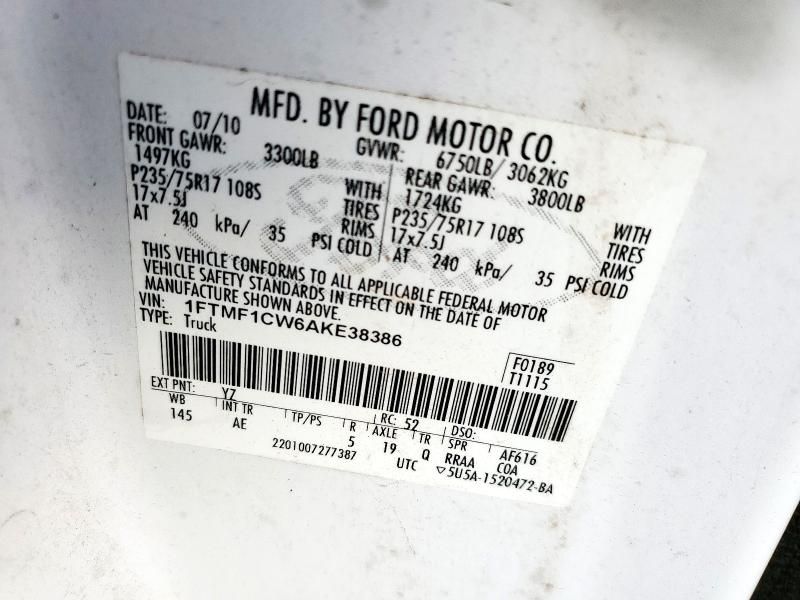 MFD. BY FORD MOTOR CO.
DATE: 07/10 GVWR: 6750LB/ 3062KG
FRONT GAWR: 3300LB REAR GAWR: 3800LB
1497KG WITH 1724KG WITH
P235/75R17 108S TIRES P235/75R17 108S TIRES
17x7.5J RIMS 17x7.5J RIMS
AT 240 kPa/ 35 PSI COLD AT 240 kPa/ 35 PSI COLD
THIS VEHICLE CONFORMS TO ALL APPLICABLE FEDERAL MOTOR
VEHICLE SAFETY STANDARDS IN EFFECT ON THE DATE OF
MANUFACTURE SHOWN ABOVE.
VIN: 1FTMF1CW6AKE38386
TYPE: Truck
F0189
T1115
EXT PNT: YZ RC: 52 DSO:
WB INT TR TP/PS R AXLE TR SPR AF616
145 AE 5 19 Q RRAA COA
2201007277387 UTC ▽5U5A-1520472-BA